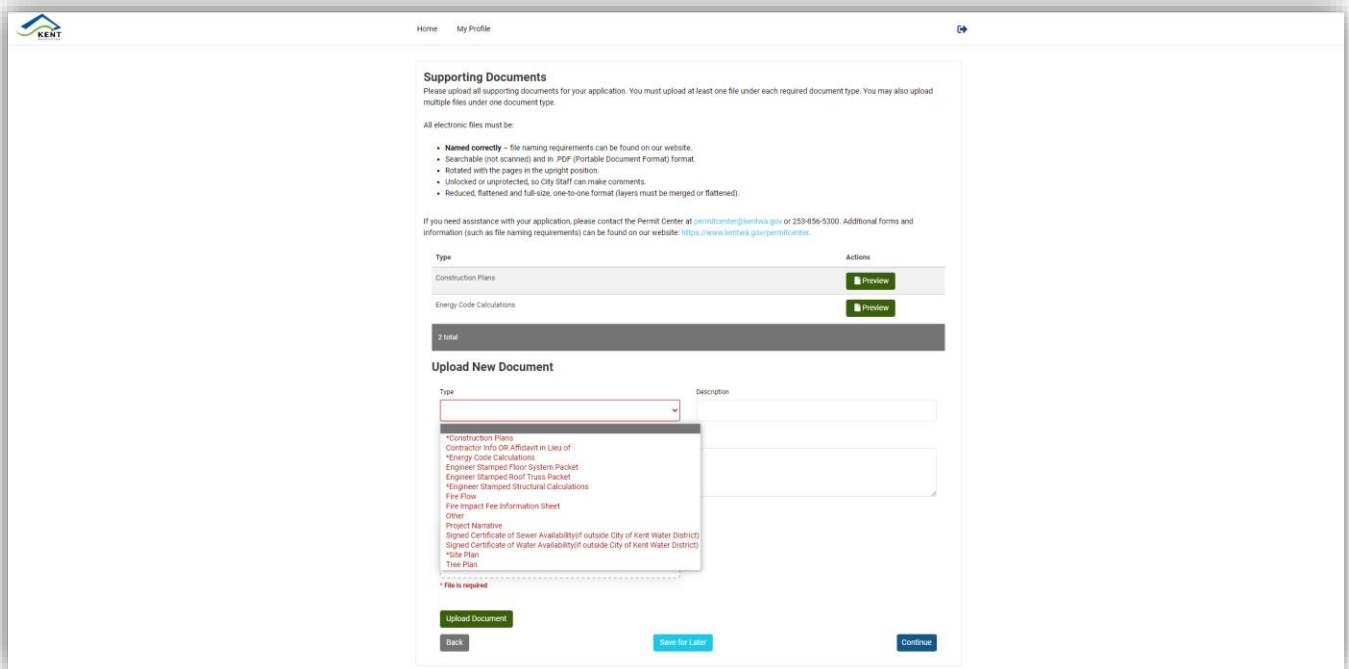 KENT
Home
My Profile
Supporting Documents
Please upload all supporting documents for your application. You must upload at least one file under each required document type. You may also upload
multiple files under one document type.
All electronic files must be:
• Named correctly – file naming requirements can be found on our website.
• Searchable (not scanned) and in .PDF (Portable Document Format) format.
• Rotated with the pages in the upright position.
• Unlocked or unprotected, so City Staff can make comments.
• Reduced, flattened and full-size, one-to-one format (layers must be merged or flattened).
If you need assistance with your application, please contact the Permit Center at permitcenter@kentwa.gov or 253-856-5300. Additional forms and
information (such as file naming requirements) can be found on our website: https://www.kentwa.gov/permitcenter.
Type
Actions
Construction Plans
Preview
Energy Code Calculations
Preview
2 total
Upload New Document
Type
Description
*Construction Plans
Contractor Info OR Affidavit in Lieu of
*Energy Code Calculations
Engineer Stamped Floor System Packet
Engineer Stamped Roof Truss Packet
*Engineer Stamped Structural Calculations
Fire Flow
Fire Impact Fee Information Sheet
Other
Project Narrative
Signed Certificate of Sewer Availability(if outside City of Kent Water District)
Signed Certificate of Water Availability(if outside City of Kent Water District)
*Site Plan
Tree Plan
* File is required
Upload Document
Back
Save for Later
Continue